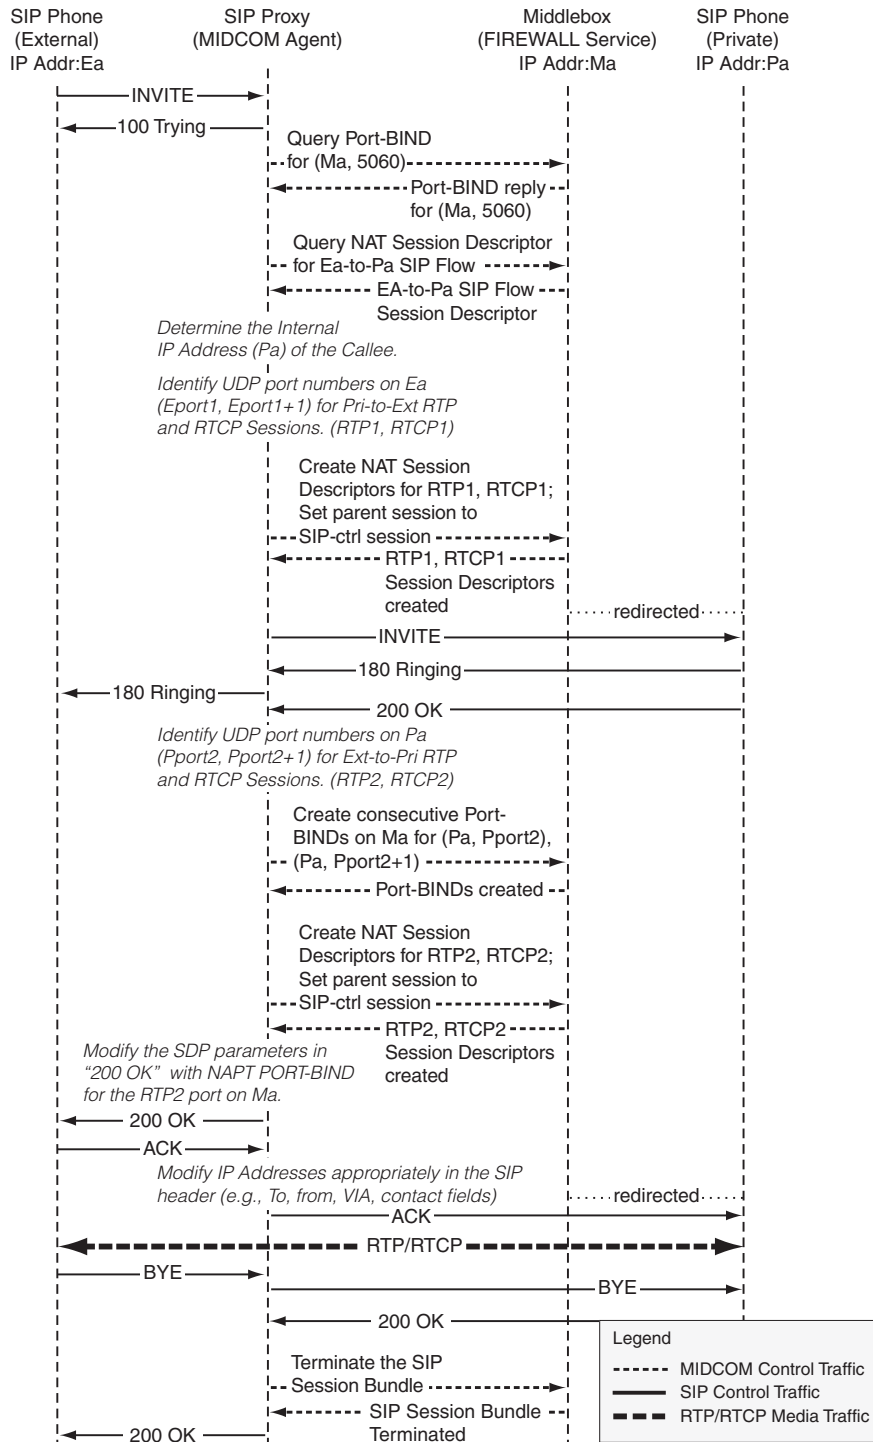 SIP Phone
(External)
IP Addr:Ea
SIP Proxy
(MIDCOM Agent)
Middlebox
(FIREWALL Service)
IP Addr:Ma
SIP Phone
(Private)
IP Addr:Pa
INVITE
100 Trying
Query Port-BIND
for (Ma, 5060)
Port-BIND reply
for (Ma, 5060)
Query NAT Session Descriptor
for Ea-to-Pa SIP Flow
EA-to-Pa SIP Flow
Session Descriptor
Determine the Internal
IP Address (Pa) of the Callee.
Identify UDP port numbers on Ea
(Eport1, Eport1+1) for Pri-to-Ext RTP
and RTCP Sessions. (RTP1, RTCP1)
Create NAT Session
Descriptors for RTP1, RTCP1;
Set parent session to
SIP-ctrl session
RTP1, RTCP1
Session Descriptors
created
redirected
INVITE
180 Ringing
180 Ringing
200 OK
Identify UDP port numbers on Pa
(Pport2, Pport2+1) for Ext-to-Pri RTP
and RTCP Sessions. (RTP2, RTCP2)
Create consecutive Port-
BINDs on Ma for (Pa, Pport2),
(Pa, Pport2+1)
Port-BINDs created
Create NAT Session
Descriptors for RTP2, RTCP2;
Set parent session to
SIP-ctrl session
RTP2, RTCP2
Session Descriptors
created
Modify the SDP parameters in
“200 OK” with NAPT PORT-BIND
for the RTP2 port on Ma.
200 OK
ACK
Modify IP Addresses appropriately in the SIP
header (e.g., To, from, VIA, contact fields)
redirected
ACK
RTP/RTCP
BYE
BYE
200 OK
Terminate the SIP
Session Bundle
SIP Session Bundle
Terminated
200 OK
Legend
MIDCOM Control Traffic
SIP Control Traffic
RTP/RTCP Media Traffic